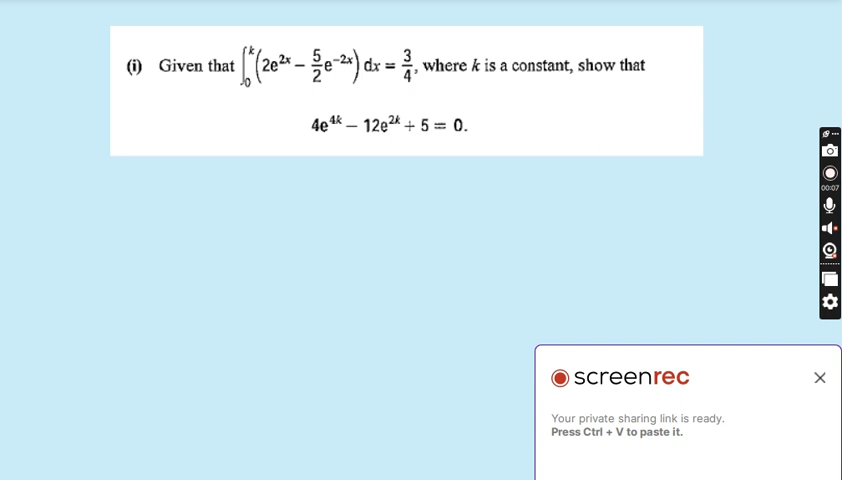 (i) Given that ∫₀ᵏ (2e²ˣ − 5/2 e⁻²ˣ) dx = 3/4, where k is a constant, show that
4e⁴ᵏ − 12e²ᵏ + 5 = 0.
00:07
screenrec
Your private sharing link is ready.
Press Ctrl + V to paste it.